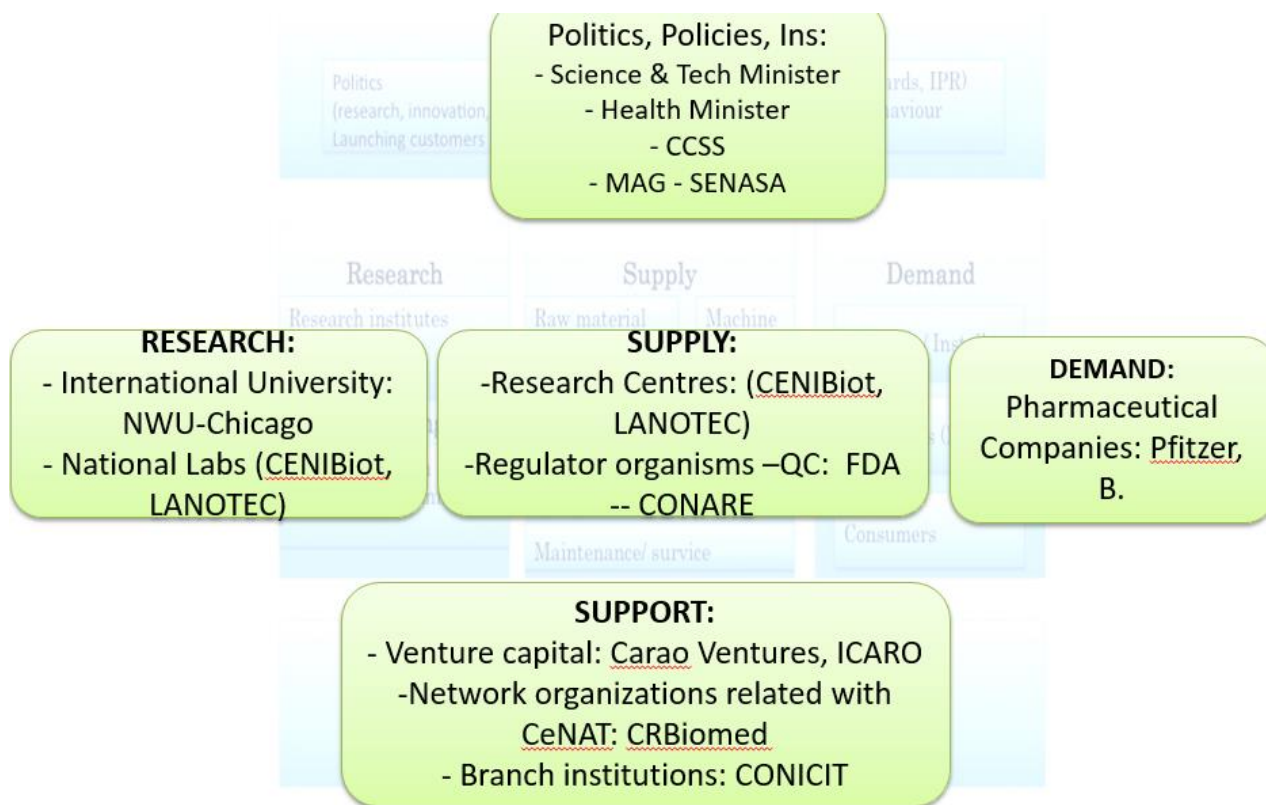 Politics, Policies, Ins:
- Science & Tech Minister
- Health Minister
- CCSS
- MAG - SENASA
Politics
(research, innovation,
Launching customers
ards, IPR)
aviour
Research
Supply
Demand
Research institutes
Raw material
Machine
RESEARCH:
- International University:
NWU-Chicago
- National Labs (CENIBiot,
LANOTEC)
SUPPLY:
-Research Centres: (CENIBiot,
LANOTEC)
-Regulator organisms –QC: FDA
-- CONARE
DEMAND:
Pharmaceutical
Companies: Pfitzer,
B.
Maintenance/ service
Consumers
SUPPORT:
- Venture capital: Carao Ventures, ICARO
-Network organizations related with
CeNAT: CRBiomed
- Branch institutions: CONICIT